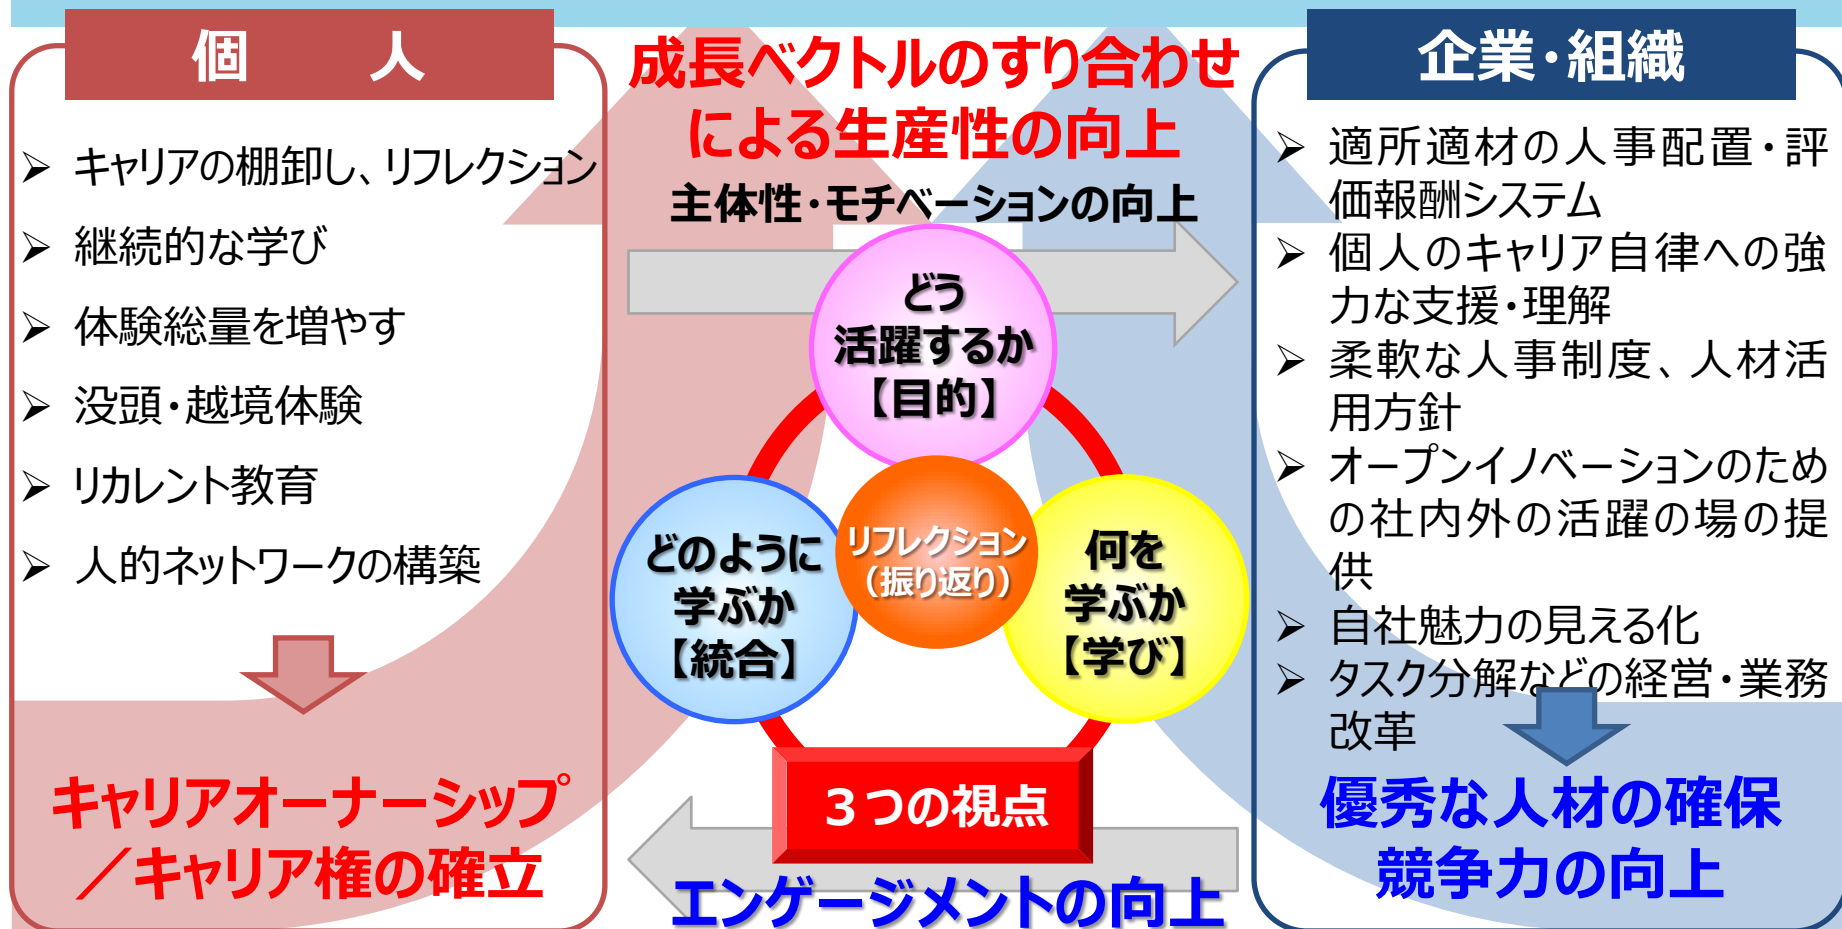 個 人
➢ キャリアの棚卸し、リフレクション
➢ 継続的な学び
➢ 体験総量を増やす
➢ 没頭・越境体験
➢ リカレント教育
➢ 人的ネットワークの構築
キャリアオーナーシップ
／キャリア権の確立
成長ベクトルのすり合わせ
による生産性の向上
主体性・モチベーションの向上
どう
活躍するか
【目的】
どのように
学ぶか
【統合】
リフレクション
（振り返り）
何を
学ぶか
【学び】
３つの視点
エンゲージメントの向上
企業・組織
➢ 適所適材の人事配置・評
価報酬システム
➢ 個人のキャリア自律への強
力な支援・理解
➢ 柔軟な人事制度、人材活
用方針
➢ オープンイノベーションのため
の社内外の活躍の場の提
供
➢ 自社魅力の見える化
➢ タスク分解などの経営・業務
改革
優秀な人材の確保
競争力の向上